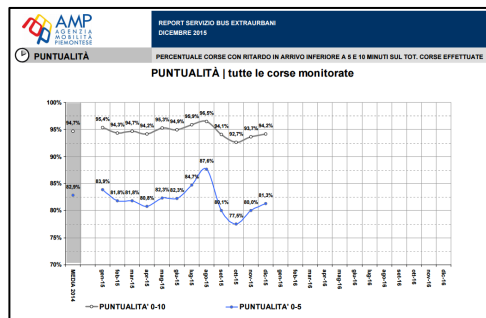 AMP
AGENZIA
MOBILITÀ
PIEMONTESE
REPORT SERVIZIO BUS EXTRAURBANI
DICEMBRE 2015
PUNTUALITÀ
PERCENTUALE CORSE CON RITARDO IN ARRIVO INFERIORE A 5 E 10 MINUTI SUL TOT. CORSE EFFETTUATE
PUNTUALITÀ | tutte le corse monitorate
100%
95%
90%
85%
80%
75%
70%
94,7% 95,4% 94,3% 94,7% 94,2% 95,3% 94,9% 95,9% 96,5% 94,1% 92,7% 93,7% 94,2%
82,9% 83,9% 81,8% 81,8% 80,8% 82,3% 82,3% 84,7% 87,6% 80,1% 77,5% 80,0% 81,3%
MEDIA 2014 gen-15 feb-15 mar-15 apr-15 mag-15 giu-15 lug-15 ago-15 set-15 ott-15 nov-15 dic-15 gen-16 feb-16 mar-16 apr-16 mag-16 giu-16 lug-16 ago-16 set-16 ott-16 nov-16 dic-16
PUNTUALITA' 0-10 PUNTUALITA' 0-5